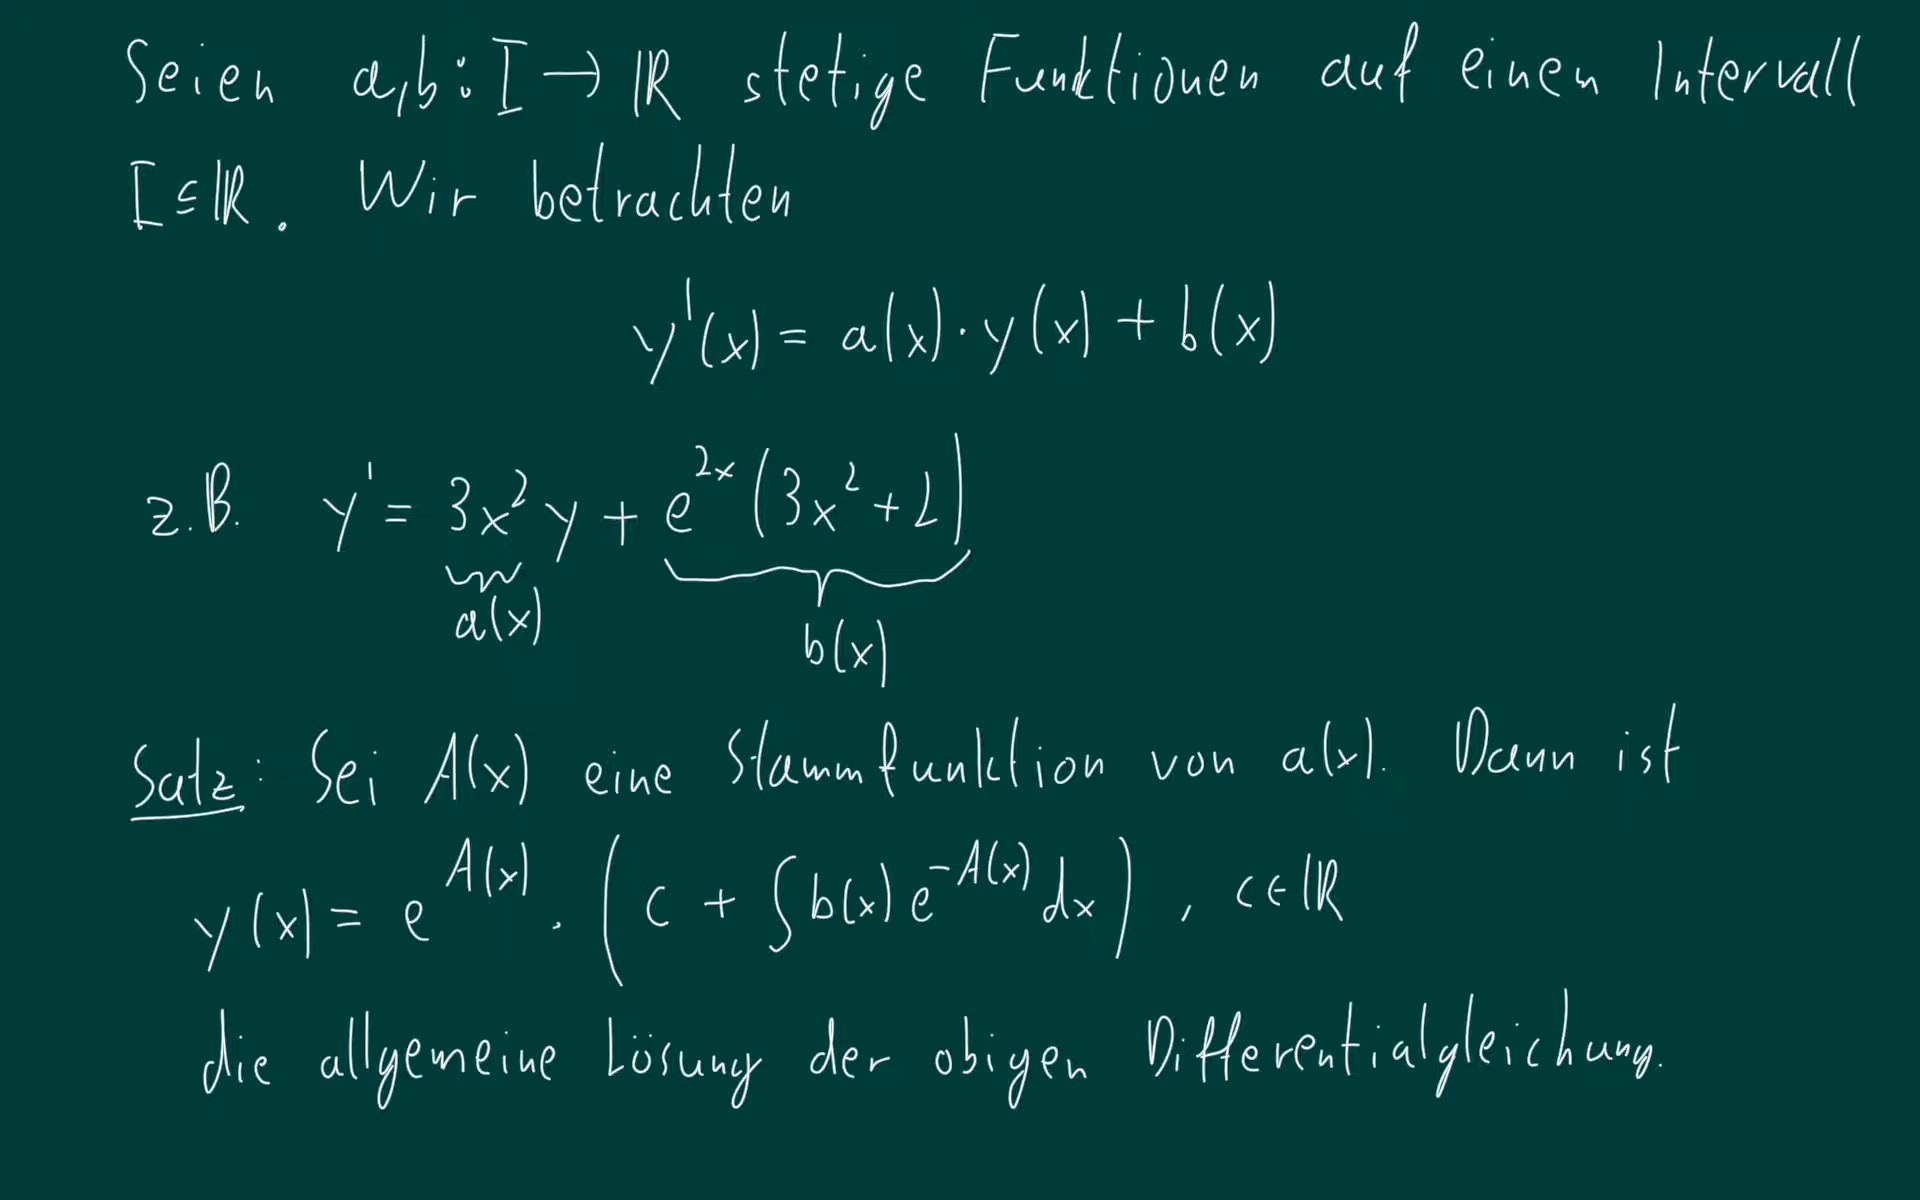 Seien a,b: I → ℝ stetige Funktionen auf einem Intervall
I ⊆ ℝ. Wir betrachten
y'(x) = a(x)·y(x) + b(x)
z.B. y' = 3x²y + e^{2x}(3x²+2)
a(x)
b(x)
Satz: Sei A(x) eine Stammfunktion von a(x). Dann ist
y(x) = e^{A(x)} · (c + ∫b(x) e^{-A(x)} dx), c∈ℝ
die allgemeine Lösung der obigen Differentialgleichung.